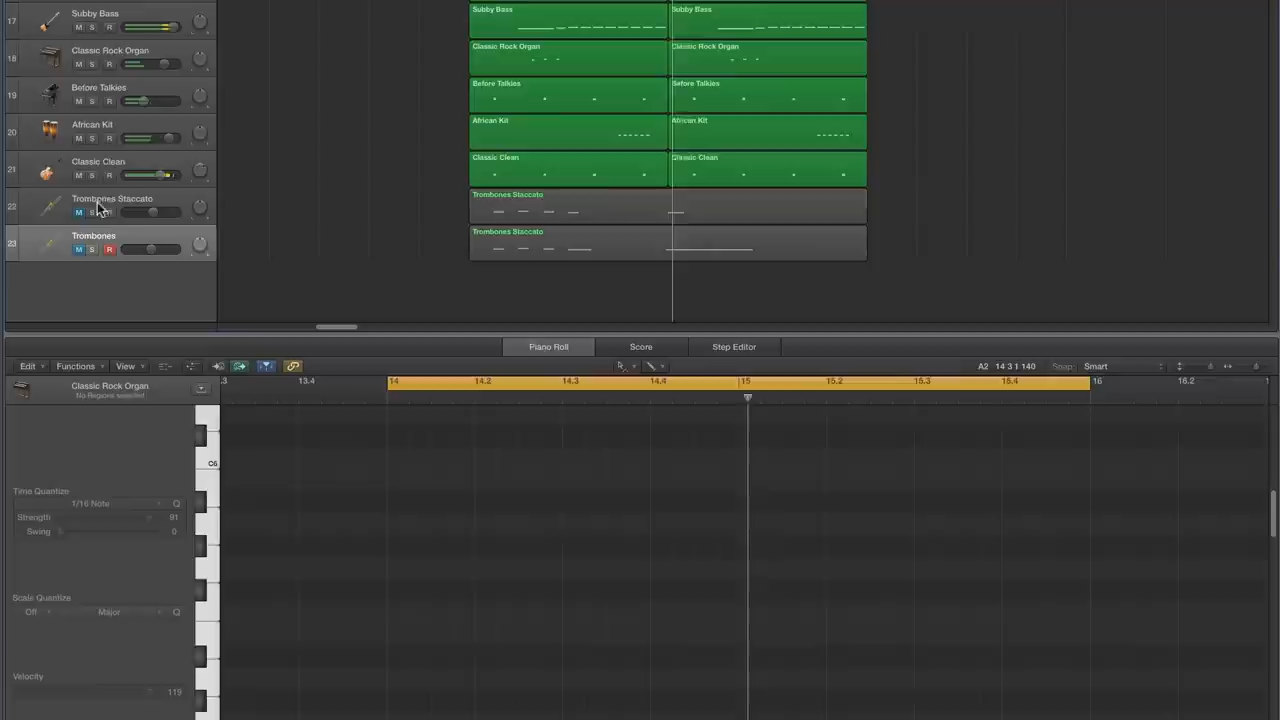 17 Subby Bass
M S R
Subby Bass Subby Bass
18 Classic Rock Organ
M S R
Classic Rock Organ Classic Rock Organ
19 Before Talkies
M S R
Before Talkies Before Talkies
20 African Kit
M S R
African Kit African Kit
21 Classic Clean
M S R
Classic Clean Classic Clean
22 Trombones Staccato
M S R
Trombones Staccato
23 Trombones
M S R
Trombones Staccato
Piano Roll Score Step Editor
Edit Functions View A2 14 3 1 140 Snap: Smart
Classic Rock Organ
No Regions selected
3 13.4 14 14.2 14.3 14.4 15 15.2 15.3 15.4 16 16.2 1
C6
Time Quantize
1/16 Note Q
Strength 91
Swing 0
Scale Quantize
Off Major Q
Velocity
119